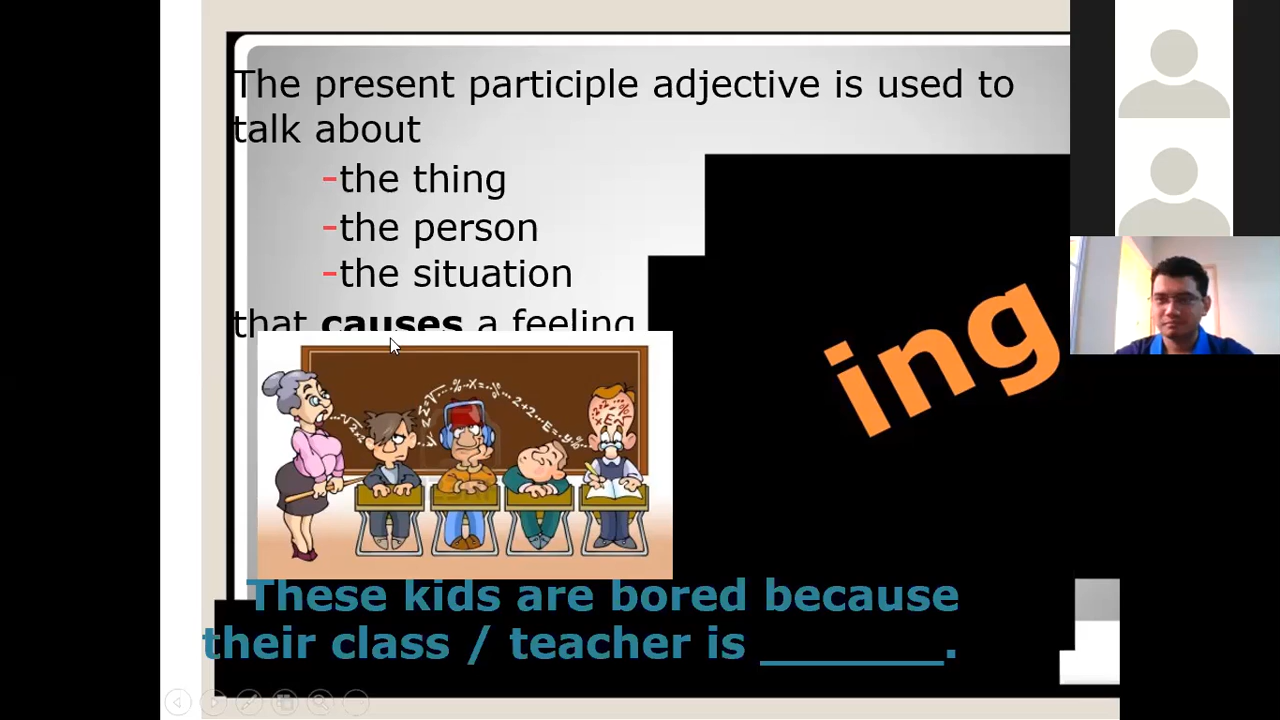 The present participle adjective is used to
talk about
-the thing
-the person
-the situation
that causes a feeling
ing
These kids are bored because
their class / teacher is ______.